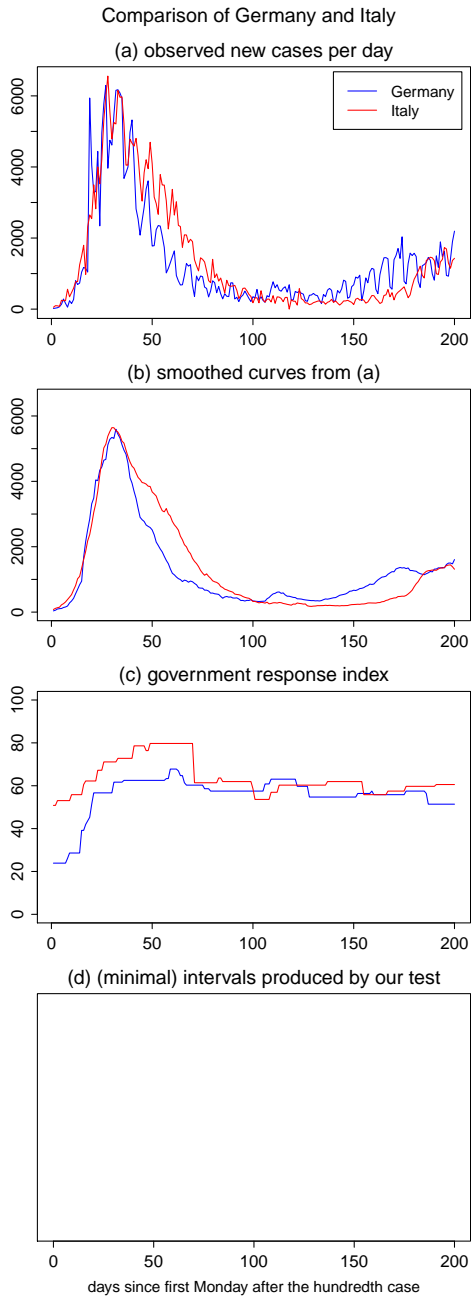 Comparison of Germany and Italy
(a) observed new cases per day
Germany
Italy
6000
4000
2000
0
0 50 100 150 200
(b) smoothed curves from (a)
6000
4000
2000
0
0 50 100 150 200
(c) government response index
100
80
60
40
20
0
0 50 100 150 200
(d) (minimal) intervals produced by our test
0 50 100 150 200
days since first Monday after the hundredth case